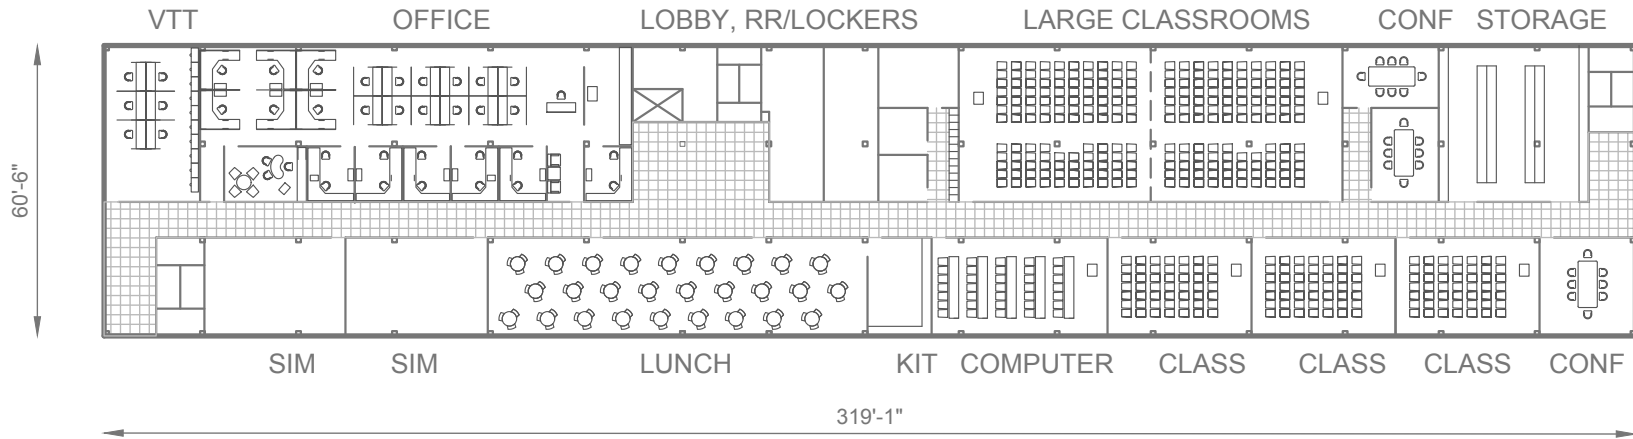 VTT OFFICE LOBBY, RR/LOCKERS LARGE CLASSROOMS CONF STORAGE
60'-6"
SIM SIM LUNCH KIT COMPUTER CLASS CLASS CLASS CONF
319'-1"